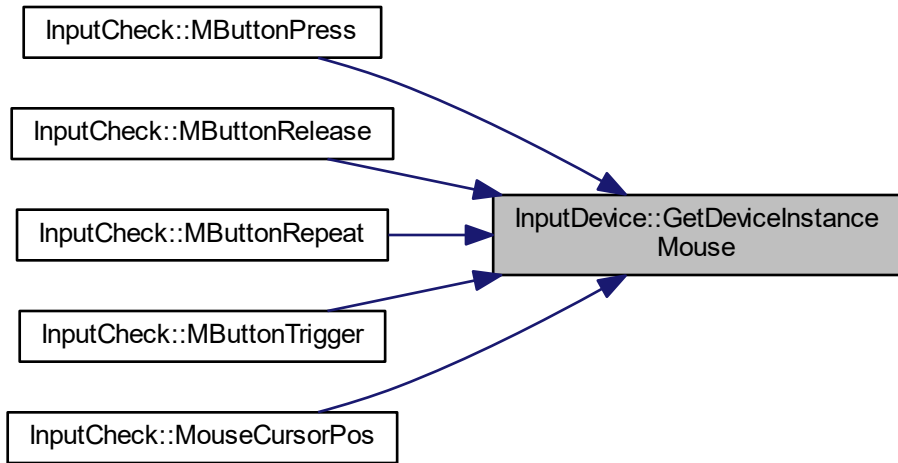 InputCheck::MButtonPress
InputCheck::MButtonRelease
InputCheck::MButtonRepeat
InputCheck::MButtonTrigger
InputCheck::MouseCursorPos
InputDevice::GetDeviceInstance
Mouse